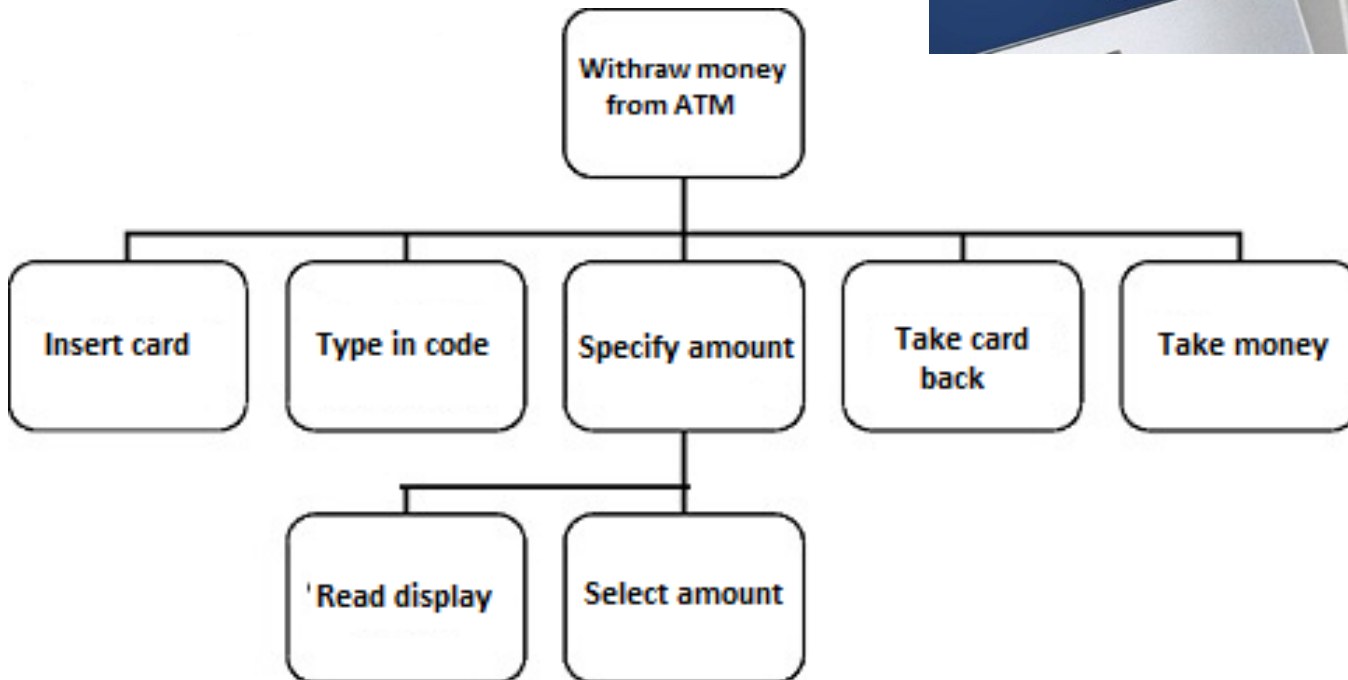 Withraw money
from ATM
Insert card
Type in code
Specify amount
Take card
back
Take money
'Read display
Select amount